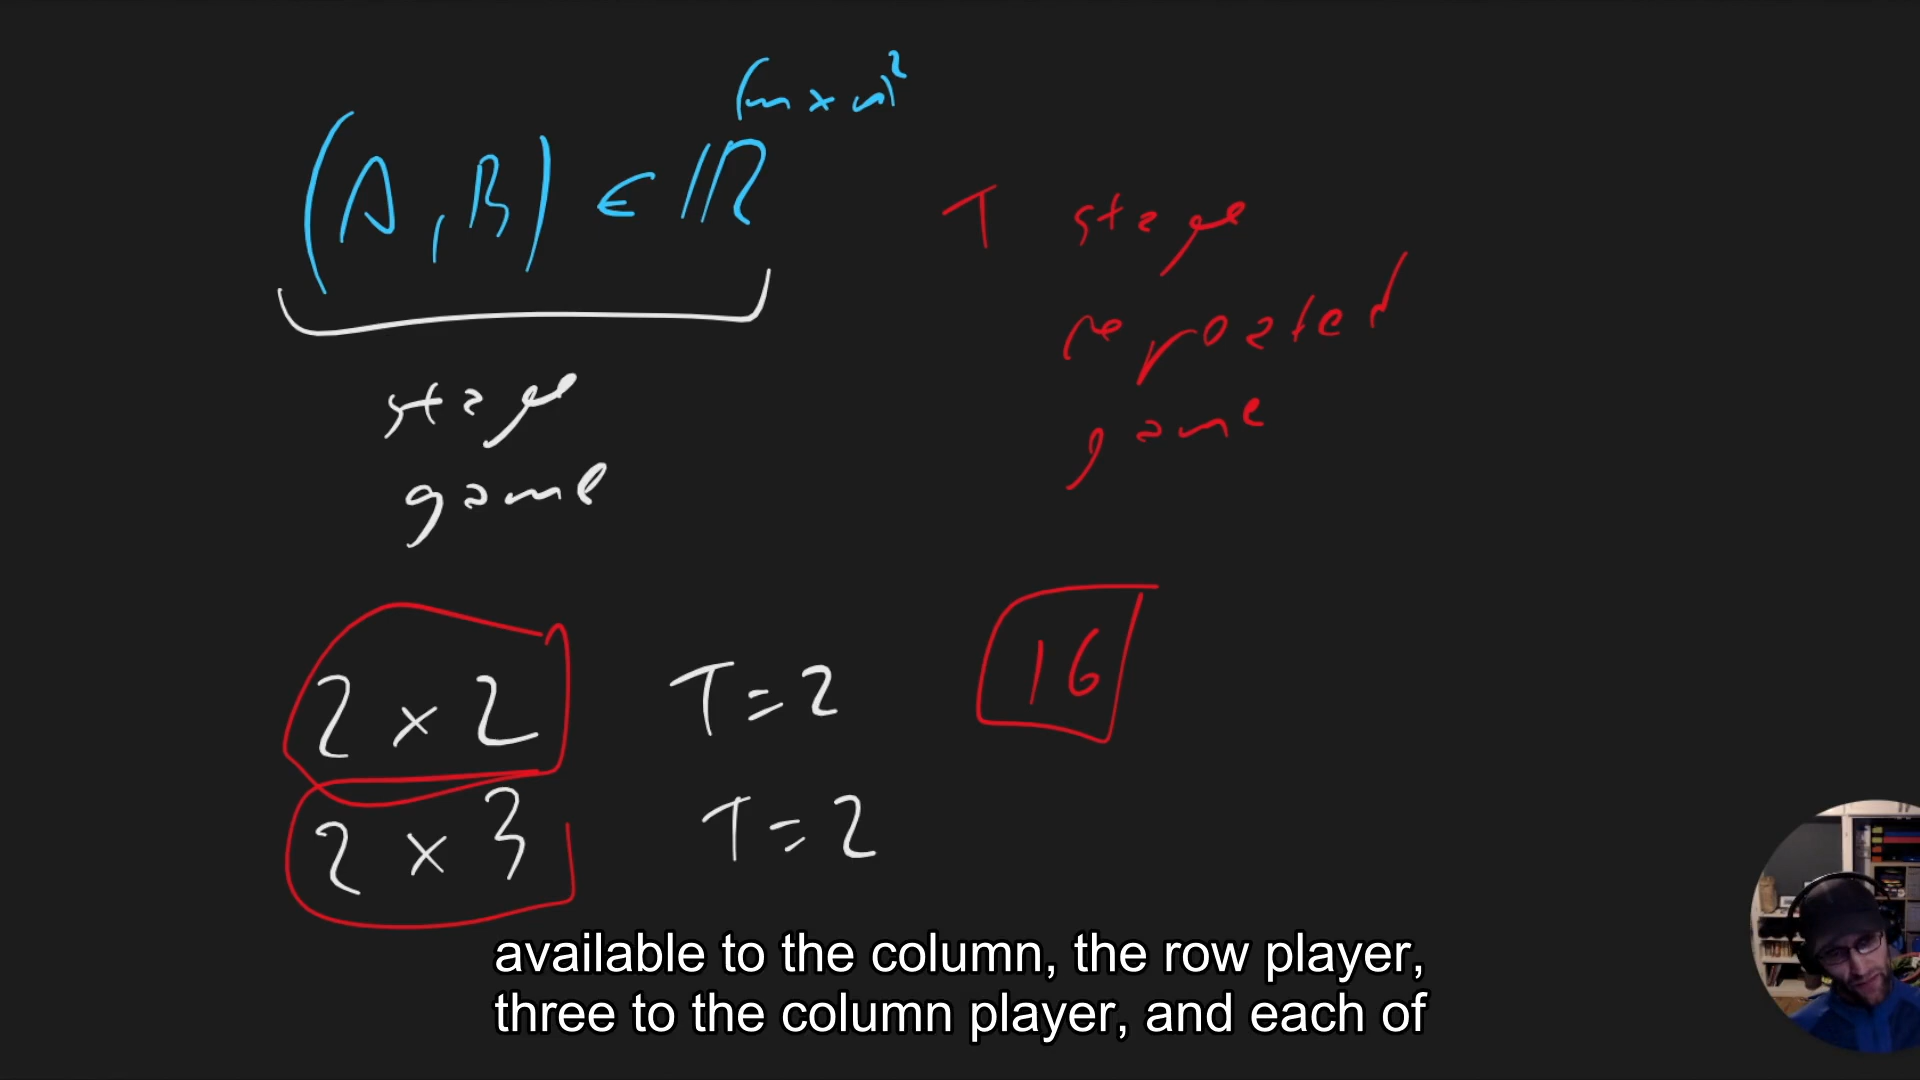 (A, B) ∈ ℝ^(m × n)²
T stage
repeated
game
stage
game
2 × 2 T = 2 16
2 × 3 T = 2
available to the column, the row player,
three to the column player, and each of